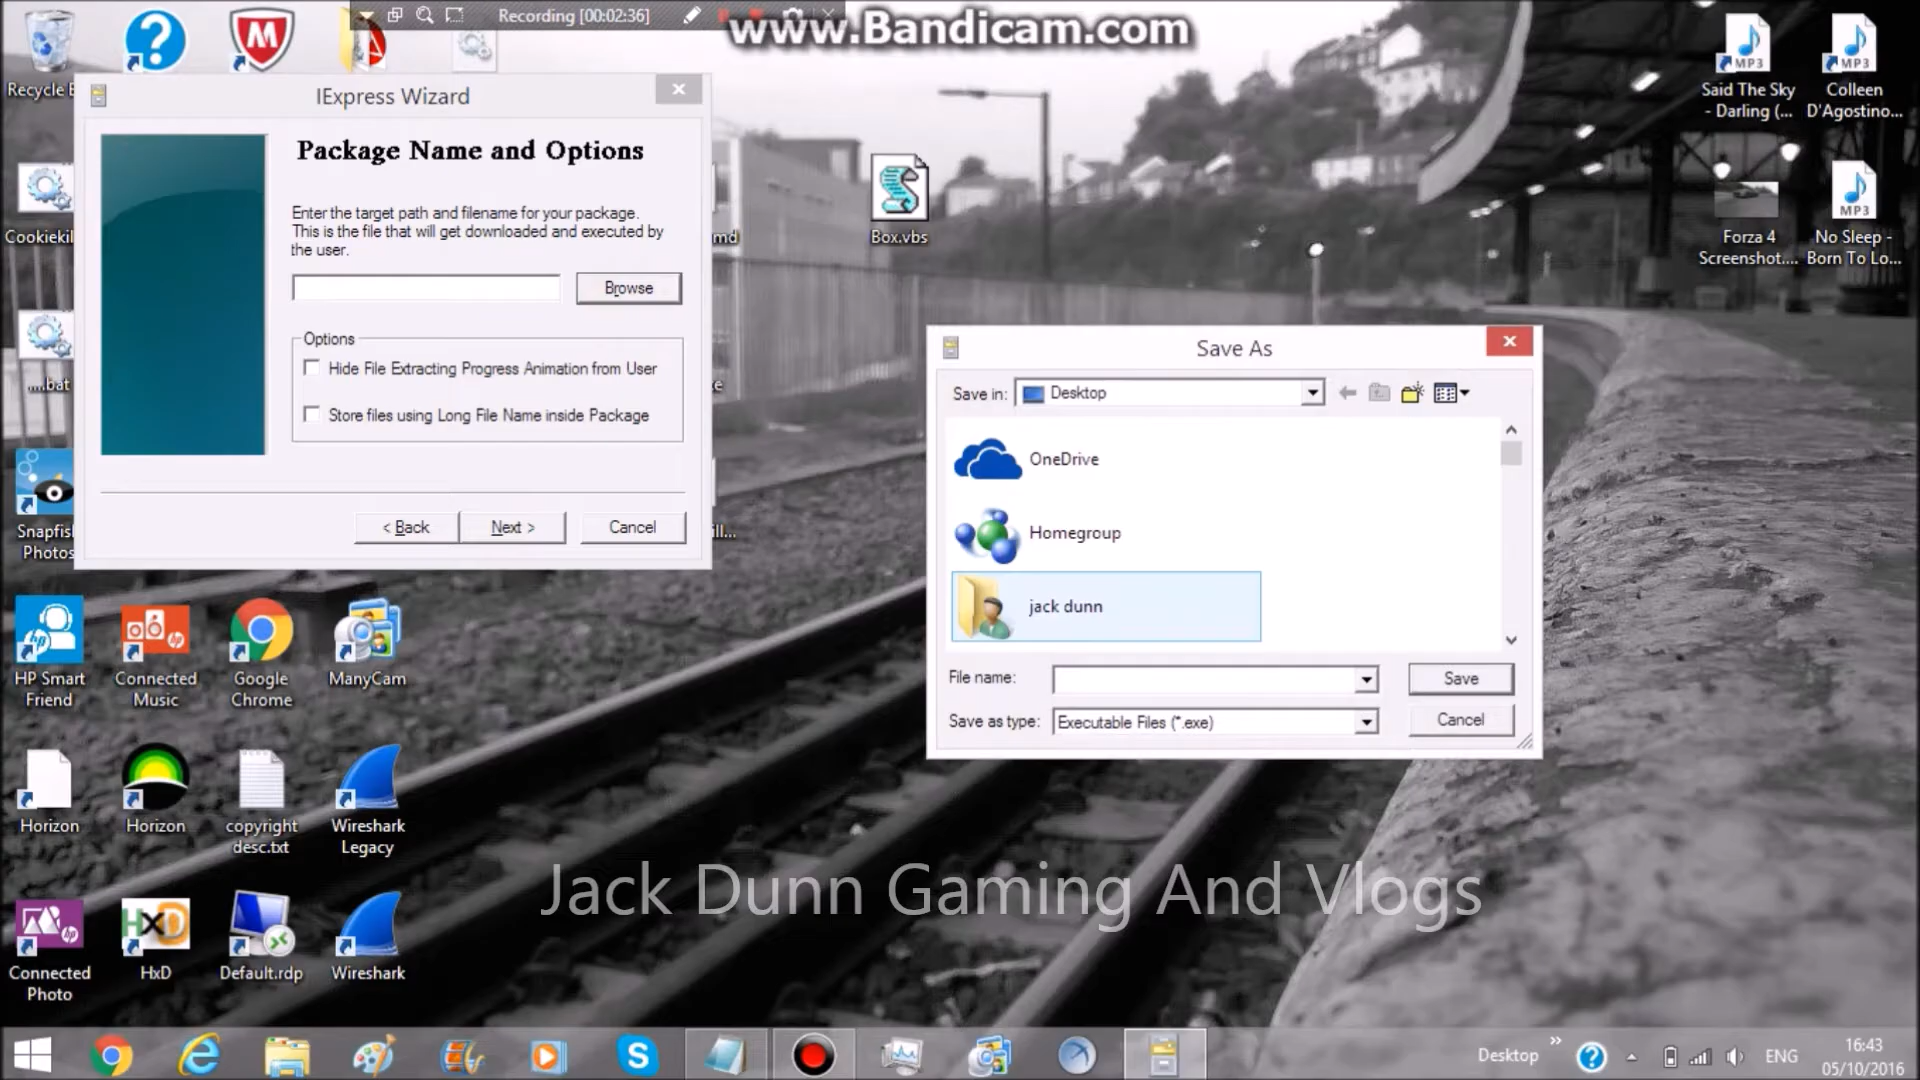 Recording [00:02:36]
www.Bandicam.com
Recycle B
MP3
MP3
Said The Sky
- Darling (...
Colleen
D'Agostino...
IExpress Wizard
Package Name and Options
Enter the target path and filename for your package.
This is the file that will get downloaded and executed by
the user.
Browse
Options
Hide File Extracting Progress Animation from User
Store files using Long File Name inside Package
< Back
Next >
Cancel
Cookiekil
....bat
Snapfish
Photos
md
Box.vbs
e
ill...
MP3
Forza 4
Screenshot....
No Sleep -
Born To Lo...
Save As
Save in:
Desktop
OneDrive
Homegroup
jack dunn
File name:
Save
Save as type:
Executable Files (*.exe)
Cancel
HP Smart
Friend
Connected
Music
Google
Chrome
ManyCam
Horizon
Horizon
copyright
desc.txt
Wireshark
Legacy
Jack Dunn Gaming And Vlogs
HxD
Connected
Photo
HxD
Default.rdp
Wireshark
Desktop
ENG
16:43
05/10/2016